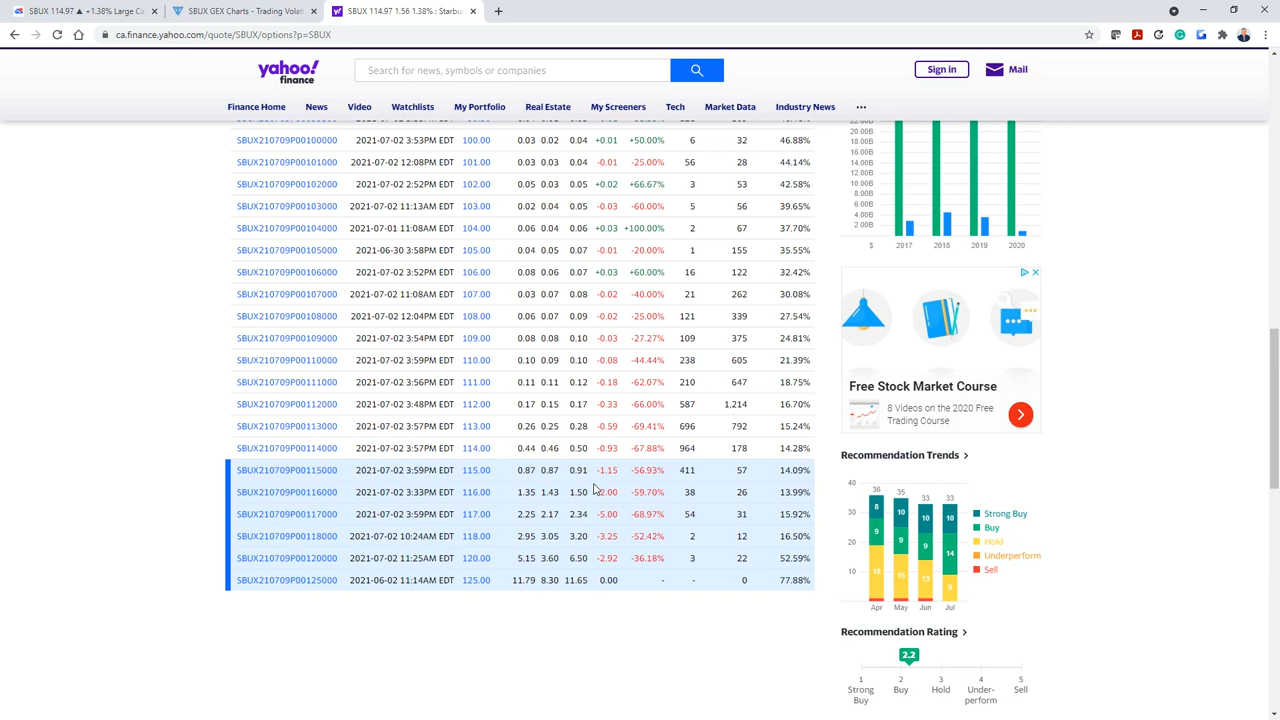 SBUX 114.97 ▲ +1.38% Large Ca
SBUX GEX Charts - Trading Volat
SBUX 114.97 1.56 1.38% : Starbu
ca.finance.yahoo.com/quote/SBUX/options?p=SBUX
yahoo! finance
Search for news, symbols or companies
Sign in
Mail
Finance Home News Video Watchlists My Portfolio Real Estate My Screeners Tech Market Data Industry News ...
SBUX210709P00100000 2021-07-02 3:53PM EDT 100.00 0.03 0.02 0.04 +0.01 +50.00% 6 32 46.88%
SBUX210709P00101000 2021-07-02 12:08PM EDT 101.00 0.03 0.03 0.04 -0.01 -25.00% 56 28 44.14%
SBUX210709P00102000 2021-07-02 2:52PM EDT 102.00 0.05 0.03 0.05 +0.02 +66.67% 3 53 42.58%
SBUX210709P00103000 2021-07-02 11:13AM EDT 103.00 0.02 0.04 0.05 -0.03 -60.00% 5 56 39.65%
SBUX210709P00104000 2021-07-01 11:08AM EDT 104.00 0.06 0.04 0.06 +0.03 +100.00% 2 67 37.70%
SBUX210709P00105000 2021-06-30 3:58PM EDT 105.00 0.04 0.05 0.07 -0.01 -20.00% 1 155 35.55%
SBUX210709P00106000 2021-07-02 3:52PM EDT 106.00 0.08 0.06 0.07 +0.03 +60.00% 16 122 32.42%
SBUX210709P00107000 2021-07-02 11:08AM EDT 107.00 0.03 0.07 0.08 -0.02 -40.00% 21 262 30.08%
SBUX210709P00108000 2021-07-02 12:04PM EDT 108.00 0.06 0.07 0.09 -0.02 -25.00% 121 339 27.54%
SBUX210709P00109000 2021-07-02 3:54PM EDT 109.00 0.08 0.08 0.10 -0.03 -27.27% 109 375 24.81%
SBUX210709P00110000 2021-07-02 3:59PM EDT 110.00 0.10 0.09 0.10 -0.08 -44.44% 238 605 21.39%
SBUX210709P00111000 2021-07-02 3:56PM EDT 111.00 0.11 0.11 0.12 -0.18 -62.07% 210 647 18.75%
SBUX210709P00112000 2021-07-02 3:48PM EDT 112.00 0.17 0.15 0.17 -0.33 -66.00% 587 1,214 16.70%
SBUX210709P00113000 2021-07-02 3:57PM EDT 113.00 0.26 0.25 0.28 -0.59 -69.41% 696 792 15.24%
SBUX210709P00114000 2021-07-02 3:57PM EDT 114.00 0.44 0.46 0.50 -0.93 -67.88% 964 178 14.28%
SBUX210709P00115000 2021-07-02 3:59PM EDT 115.00 0.87 0.87 0.91 -1.15 -56.93% 411 57 14.09%
SBUX210709P00116000 2021-07-02 3:33PM EDT 116.00 1.35 1.43 1.50 2.00 -59.70% 38 26 13.99%
SBUX210709P00117000 2021-07-02 3:59PM EDT 117.00 2.25 2.17 2.34 -5.00 -68.97% 54 31 15.92%
SBUX210709P00118000 2021-07-02 10:24AM EDT 118.00 2.95 3.05 3.20 -3.25 -52.42% 2 12 16.50%
SBUX210709P00120000 2021-07-02 11:25AM EDT 120.00 5.15 3.60 6.50 -2.92 -36.18% 3 22 52.59%
SBUX210709P00125000 2021-06-02 11:14AM EDT 125.00 11.79 8.30 11.65 0.00 - - 0 77.88%
22.00B
20.00B
18.00B
16.00B
14.00B
12.00B
10.00B
8.00B
6.00B
4.00B
2.00B
$ 2017 2018 2019 2020
Free Stock Market Course
8 Videos on the 2020 Free
Trading Course
Recommendation Trends
40
30
20
10
36 35 33 33
8 10 10 10
9 9 9 14
15 13
Apr May Jun Jul
Strong Buy
Buy
Hold
Underperform
Sell
Recommendation Rating
2.2
1 2 3 4 5
Strong Buy
Buy
Hold
Under-perform
Sell